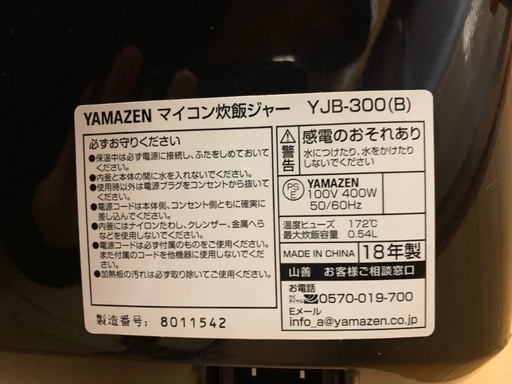 YAMAZEN マイコン炊飯ジャー YJB-300(B)
必ずお守りください
●保温中は必ず電源に接続し、ふたをしめておいて
ください。
●内釜と本体の間に水を入れないでください。
●使用時以外は電源プラグをコンセントから抜いて
ください。
●電源コードは本体側、コンセント側ともに確実に
差し込んでください。
●内釜にはナイロンたわし、クレンザー、金属へら
などを使用しないでください。
●電源コードは必ず付属のものをご使用ください。
また付属のコードを他機器に使用しないでくだ
さい。
●加熱板の汚れは必ず取り除いてご使用ください。
製造番号: 8011542
警告
感電のおそれあり
水につけたり、水をかけたり
しないでください
PS
E
YAMAZEN
100V 400W
50/60Hz
温度ヒューズ 172℃
最大炊飯容量 0.54L
MADE IN CHINA 18年製
山善 お客様ご相談窓口
お電話
ナビダイヤル 0570-019-700
Eメール
info_a@yamazen.co.jp